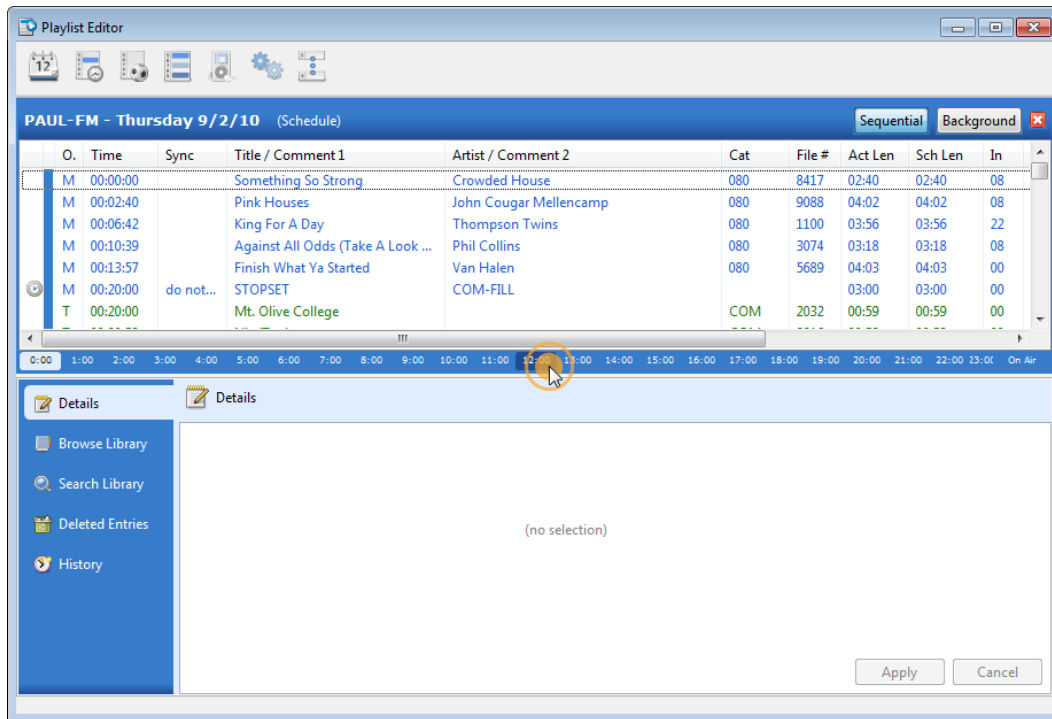 Playlist Editor
12
PAUL-FM - Thursday 9/2/10 (Schedule) Sequential Background
O. Time Sync Title / Comment 1 Artist / Comment 2 Cat File # Act Len Sch Len In
M 00:00:00 Something So Strong Crowded House 080 8417 02:40 02:40 08
M 00:02:40 Pink Houses John Cougar Mellencamp 080 9088 04:02 04:02 08
M 00:06:42 King For A Day Thompson Twins 080 1100 03:56 03:56 22
M 00:10:39 Against All Odds (Take A Look ... Phil Collins 080 3074 03:18 03:18 08
M 00:13:57 Finish What Ya Started Van Halen 080 5689 04:03 04:03 00
M 00:20:00 do not... STOPSET COM-FILL 03:00 03:00 00
T 00:20:00 Mt. Olive College COM 2032 00:59 00:59 00
0:00 1:00 2:00 3:00 4:00 5:00 6:00 7:00 8:00 9:00 10:00 11:00 12:00 13:00 14:00 15:00 16:00 17:00 18:00 19:00 20:00 21:00 22:00 23:0( On Air
Details
Details
Browse Library
Search Library
Deleted Entries
(no selection)
History
Apply Cancel